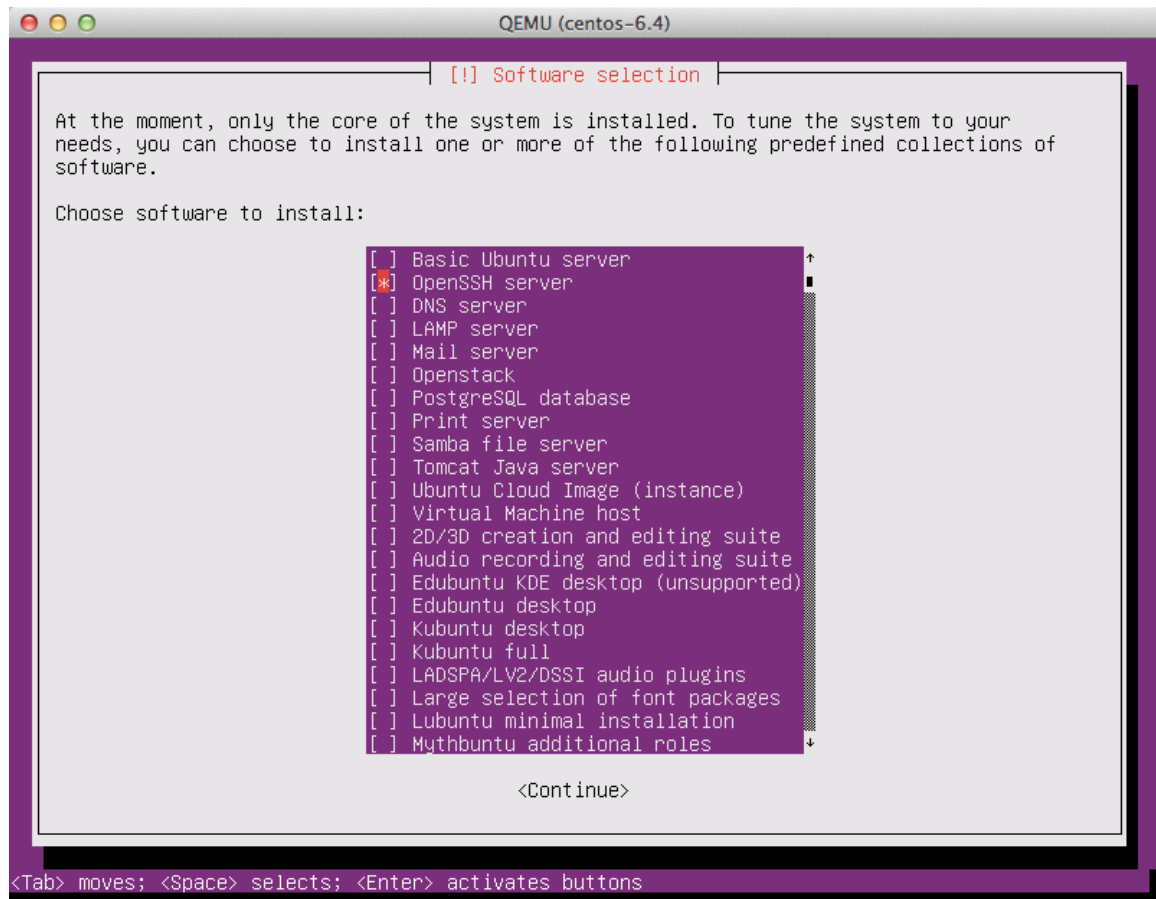 QEMU (centos-6.4)
[!] Software selection
At the moment, only the core of the system is installed. To tune the system to your
needs, you can choose to install one or more of the following predefined collections of
software.
Choose software to install:
[ ] Basic Ubuntu server
[*] OpenSSH server
[ ] DNS server
[ ] LAMP server
[ ] Mail server
[ ] Openstack
[ ] PostgreSQL database
[ ] Print server
[ ] Samba file server
[ ] Tomcat Java server
[ ] Ubuntu Cloud Image (instance)
[ ] Virtual Machine host
[ ] 2D/3D creation and editing suite
[ ] Audio recording and editing suite
[ ] Edubuntu KDE desktop (unsupported)
[ ] Edubuntu desktop
[ ] Kubuntu desktop
[ ] Kubuntu full
[ ] LADSPA/LV2/DSSI audio plugins
[ ] Large selection of font packages
[ ] Lubuntu minimal installation
[ ] Mythbuntu additional roles
<Continue>
<Tab> moves; <Space> selects; <Enter> activates buttons